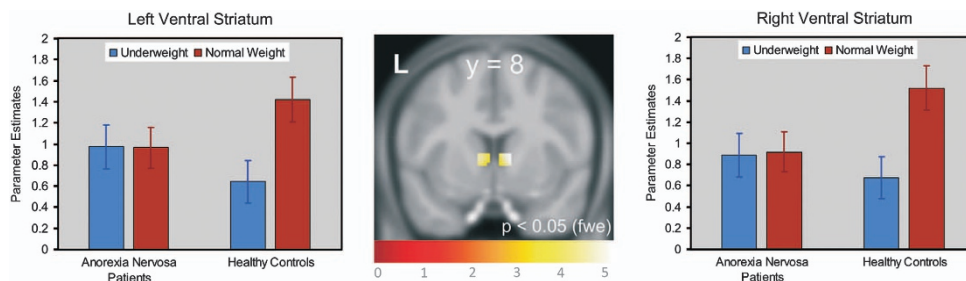 Left Ventral Striatum
Underweight Normal Weight
Parameter Estimates
2
1.8
1.6
1.4
1.2
1
0.8
0.6
0.4
0.2
0
Anorexia Nervosa Healthy Controls
Patients
L y = 8
p < 0.05 (fwe)
0 1 2 3 4 5
Right Ventral Striatum
Underweight Normal Weight
Parameter Estimates
2
1.8
1.6
1.4
1.2
1
0.8
0.6
0.4
0.2
0
Anorexia Nervosa Healthy Controls
Patients